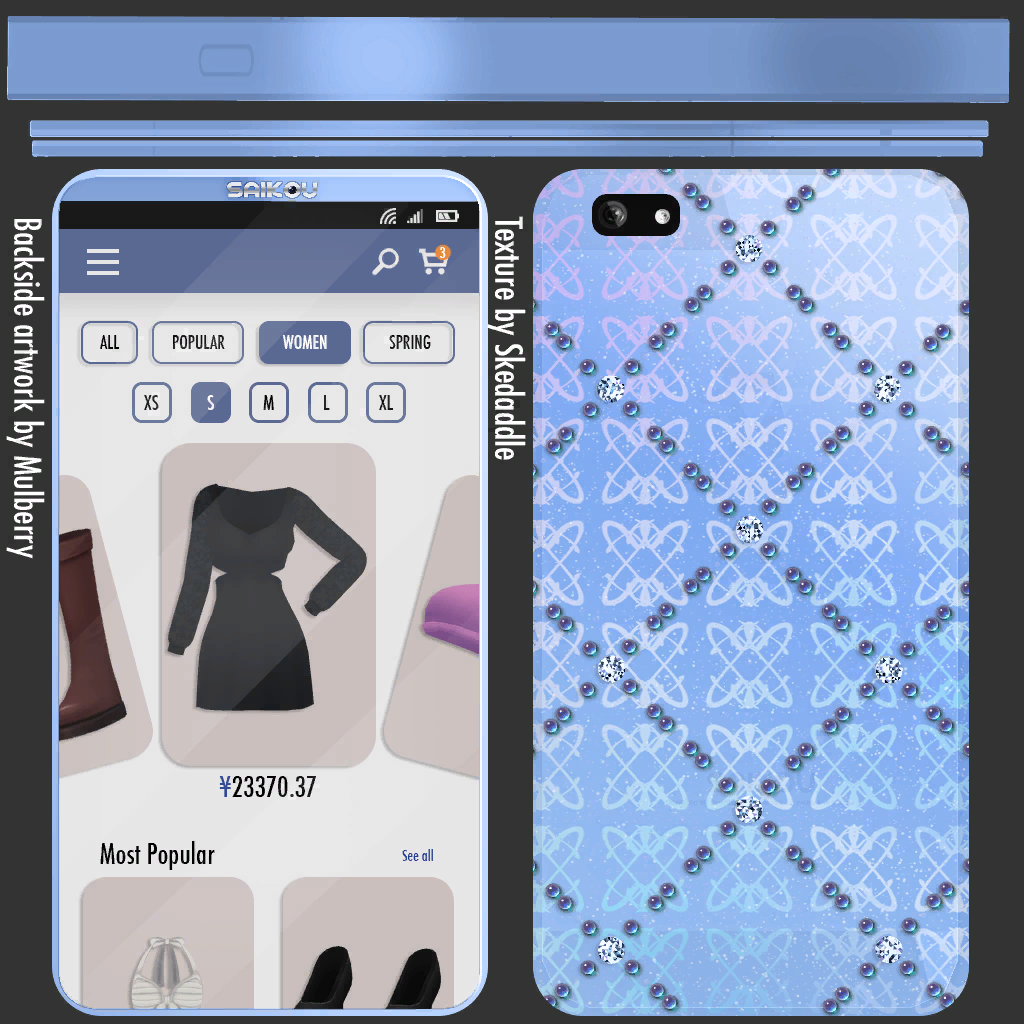 SAIKOU
3
ALL POPULAR WOMEN SPRING
XS S M L XL
¥23370.37
Most Popular See all
Backside artwork by Mulberry
Texture by Skedaddle